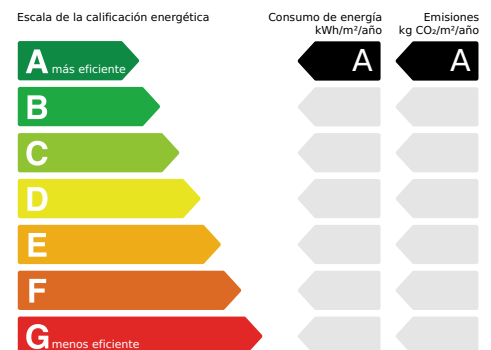 Escala de la calificación energética
Consumo de energía
kWh/m²/año
Emisiones
kg CO₂/m²/año
A más eficiente
A
A
B
C
D
E
F
G menos eficiente